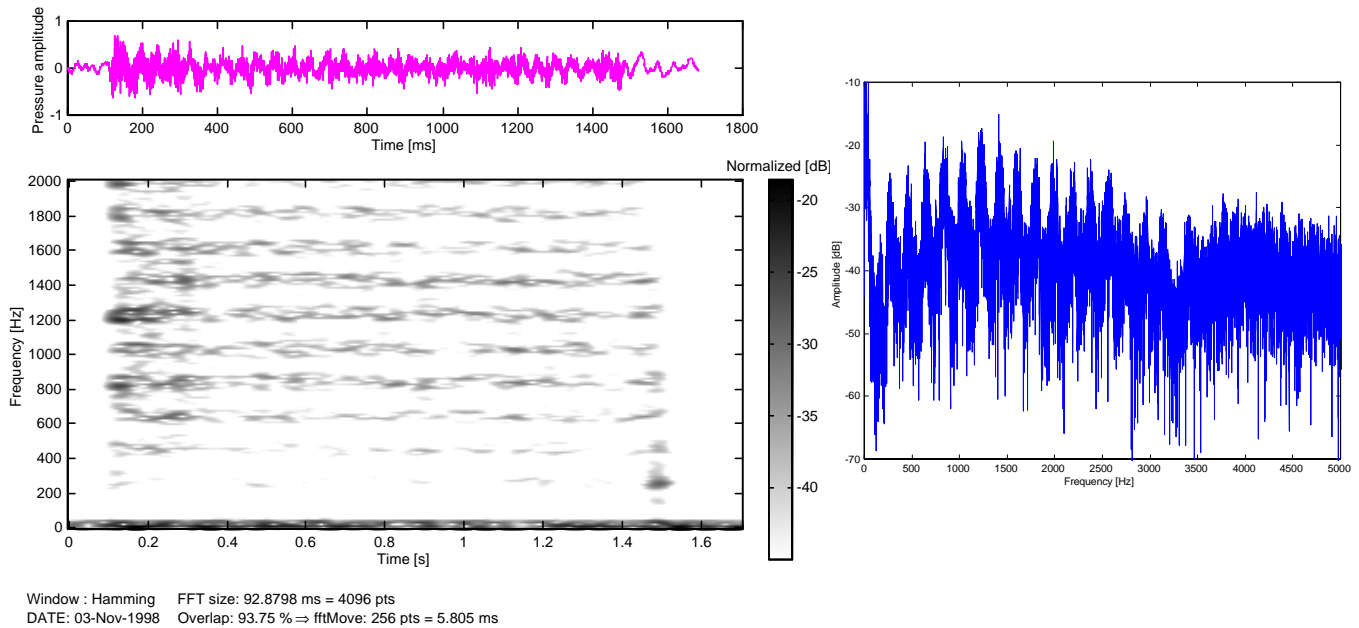 1
0
-1
Pressure amplitude
0 200 400 600 800 1000 1200 1400 1600 1800
Time [ms]
Normalized [dB]
2000
1800
1600
1400
1200
1000
800
600
400
200
0
Frequency [Hz]
0 0.2 0.4 0.6 0.8 1 1.2 1.4 1.6
Time [s]
-20
-25
-30
-35
-40
-10
-20
-30
-40
-50
-60
-70
Amplitude [dB]
0 500 1000 1500 2000 2500 3000 3500 4000 4500 5000
Frequency [Hz]
Window : Hamming FFT size: 92.8798 ms = 4096 pts
DATE: 03-Nov-1998 Overlap: 93.75 % ⇒ fftMove: 256 pts = 5.805 ms